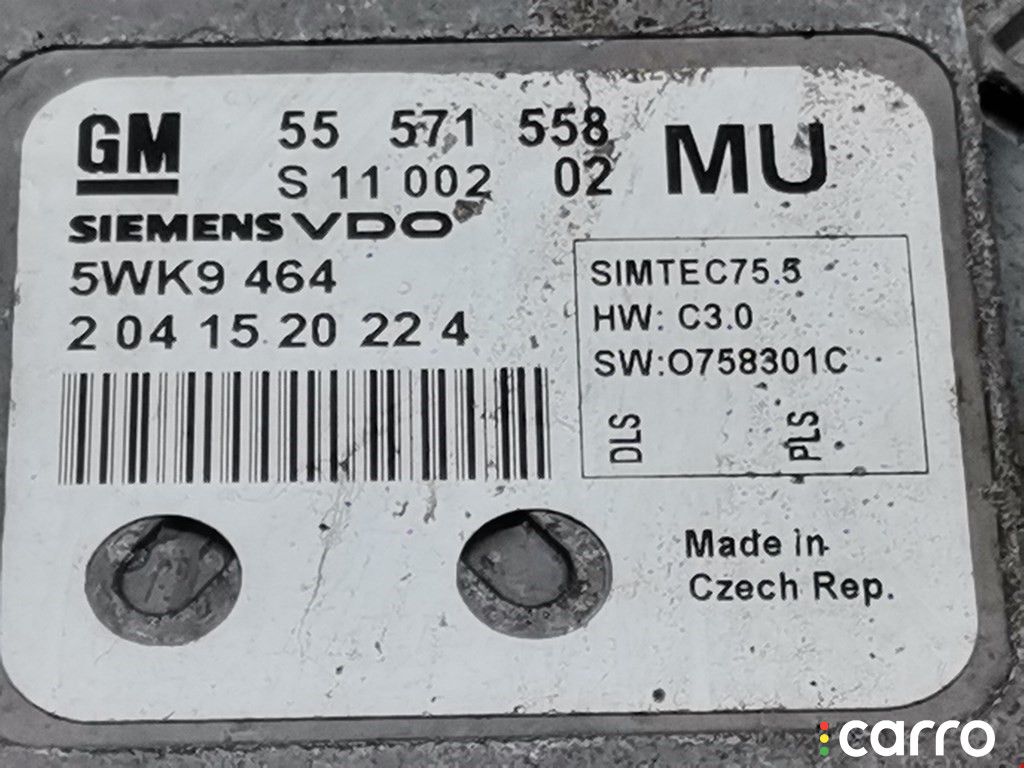 GM 55 571 558 MU
S 11 002 02
SIEMENS VDO
5WK9 464
2 04 15 20 22 4
SIMTEC75.5
HW: C3.0
SW:O758301C
DLS PLS
Made in
Czech Rep.
carro